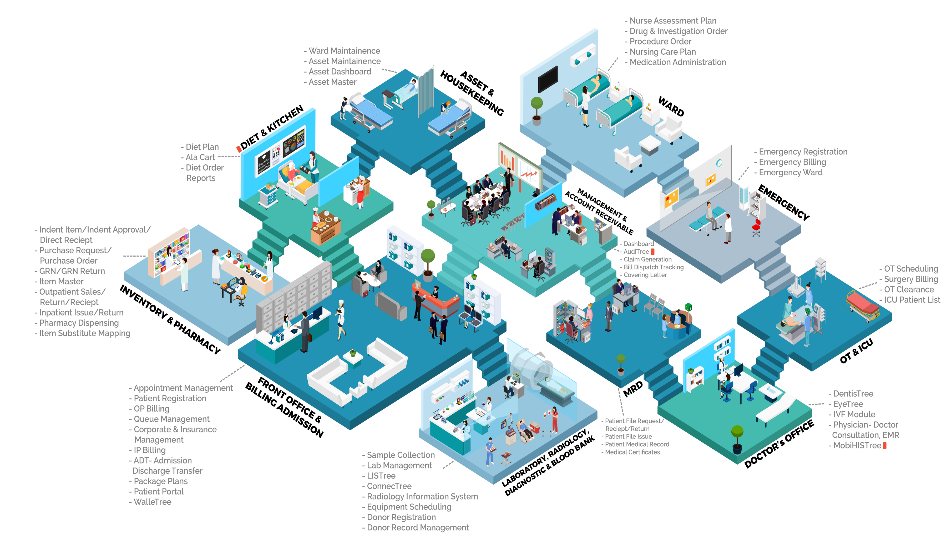 - Nurse Assessment Plan
- Drug & Investigation Order
- Procedure Order
- Nursing Care Plan
- Medication Administration
WARD
- Ward Maintainence
- Asset Maintainence
- Asset Dashboard
- Asset Master
ASSET &
HOUSEKEEPING
DIET & KITCHEN
- Diet Plan
- Ala Cart
- Diet Order
Reports
- Emergency Registration
- Emergency Billing
- Emergency Ward
EMERGENCY
MANAGEMENT &
ACCOUNT RECEIVABLE
- Dashboard
- AudiTree
- Claim Generation
- Bill Dispatch Tracking
- Covering Letter
- Indent Item/Indent Approval/
Direct Reciept
- Purchase Request/
Purchase Order
- GRN/GRN Return
- Item Master
- Outpatient Sales/
Return/Reciept
- Inpatient Issue/Return
- Pharmacy Dispensing
- Item Substitute Mapping
INVENTORY & PHARMACY
- OT Scheduling
- Surgery Billing
- OT Clearance
- ICU Patient List
OT & ICU
FRONT OFFICE &
BILLING ADMISSION
- Appointment Management
- Patient Registration
- OP Billing
- Queue Management
- Corporate & Insurance
Management
- IP Billing
- ADT- Admission
Discharge Transfer
- Package Plans
- Patient Portal
- WalleTree
MRD
- Patient File Request/
Reciept/Return
- Patient File Issue
- Patient Medical Record
- Medical Certificates
DOCTOR'S OFFICE
- DentisTree
- EyeTree
- IVF Module
- Physician- Doctor
Consultation, EMR
- MobiHISTree
LABORATORY, RADIOLOGY,
DIAGNOSTIC & BLOOD BANK
- Sample Collection
- Lab Management
- LISTree
- ConnecTree
- Radiology Information System
- Equipment Scheduling
- Donor Registration
- Donor Record Management